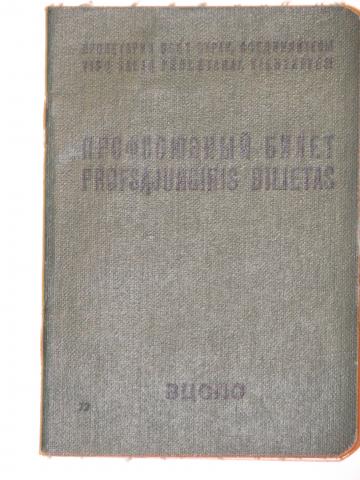 ПРОЛЕТАРИИ ВСЕХ СТРАН, СОЕДИНЯЙТЕСЬ!
VISŲ ŠALIŲ PROLETARAI, VIENYKITĖS!
ПРОФСОЮЗНЫЙ БИЛЕТ
PROFSĄJUNGINIS BILIETAS
ВЦСПС